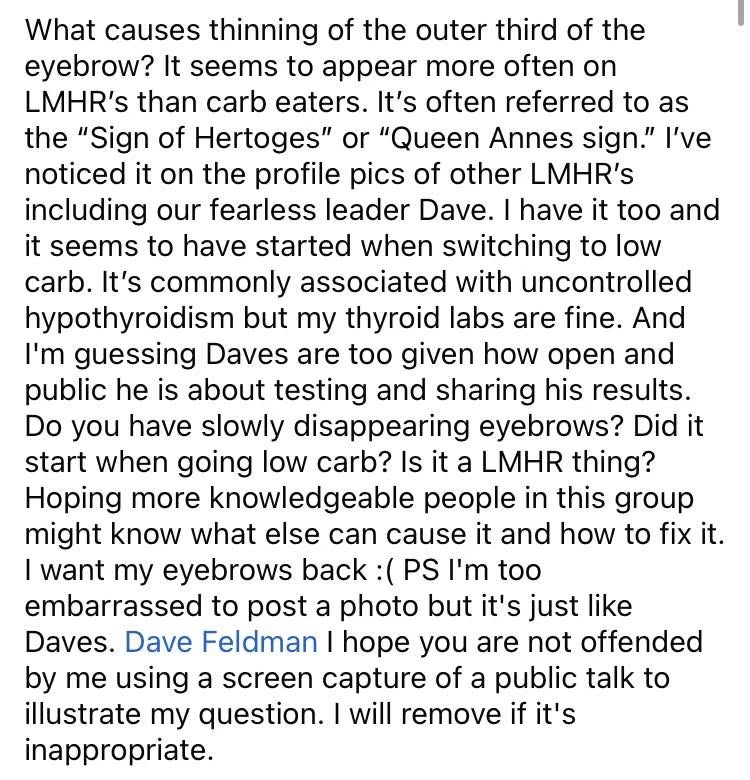 What causes thinning of the outer third of the
eyebrow? It seems to appear more often on
LMHR’s than carb eaters. It’s often referred to as
the “Sign of Hertoges” or “Queen Annes sign.” I’ve
noticed it on the profile pics of other LMHR’s
including our fearless leader Dave. I have it too and
it seems to have started when switching to low
carb. It’s commonly associated with uncontrolled
hypothyroidism but my thyroid labs are fine. And
I'm guessing Daves are too given how open and
public he is about testing and sharing his results.
Do you have slowly disappearing eyebrows? Did it
start when going low carb? Is it a LMHR thing?
Hoping more knowledgeable people in this group
might know what else can cause it and how to fix it.
I want my eyebrows back :( PS I'm too
embarrassed to post a photo but it's just like
Daves. Dave Feldman I hope you are not offended
by me using a screen capture of a public talk to
illustrate my question. I will remove if it's
inappropriate.